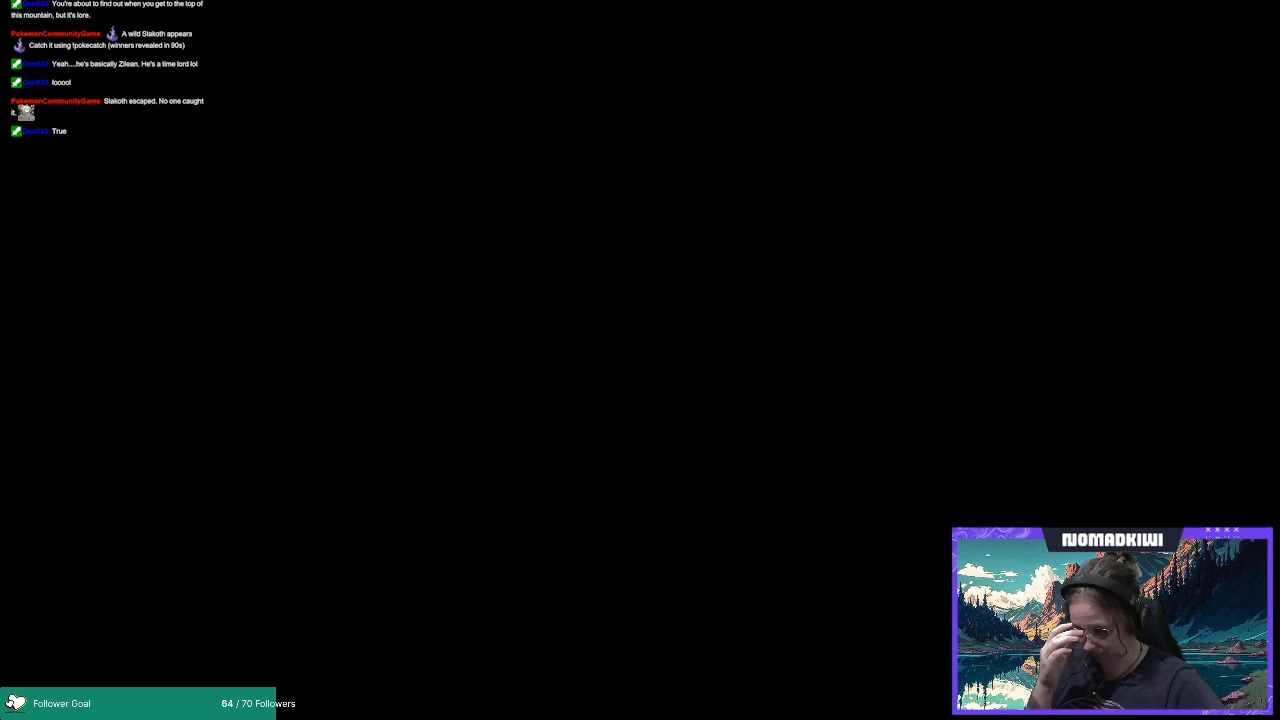 DocX33: You're about to find out when you get to the top of
this mountain, but it's lore.
PokemonCommunityGame: A wild Slakoth appears
Catch it using !pokecatch (winners revealed in 90s)
Yeah....he's basically Zilean. He's a time lord lol
looool
PokemonCommunityGame: Slakoth escaped. No one caught
it.
True
NOMADKIWI
Follower Goal 64 / 70 Followers